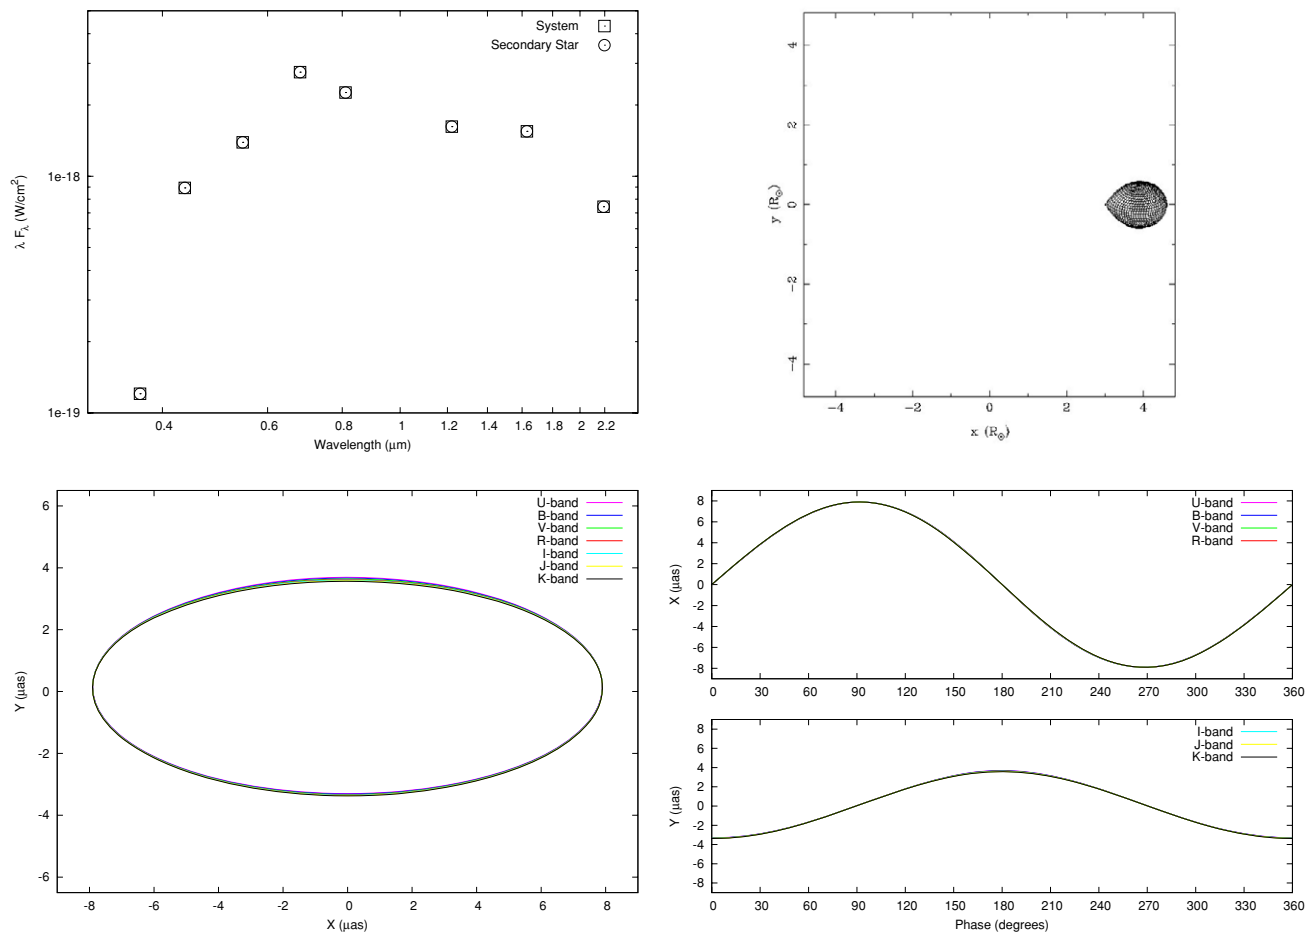 System
Secondary Star
1e-18
1e-19
λ Fλ (W/cm²)
0.4 0.6 0.8 1 1.2 1.4 1.6 1.8 2 2.2
Wavelength (μm)
4
2
0
−2
−4
y (R⊙)
−4 −2 0 2 4
x (R⊙)
U-band
B-band
V-band
R-band
I-band
J-band
K-band
6
4
2
0
-2
-4
-6
Y (μas)
-8 -6 -4 -2 0 2 4 6 8
X (μas)
U-band
B-band
V-band
R-band
8
6
4
2
0
-2
-4
-6
-8
X (μas)
0 30 60 90 120 150 180 210 240 270 300 330 360
I-band
J-band
K-band
8
6
4
2
0
-2
-4
-6
-8
Y (μas)
0 30 60 90 120 150 180 210 240 270 300 330 360
Phase (degrees)